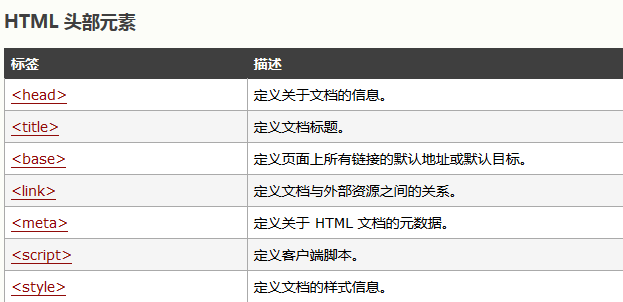 HTML 头部元素
标签 描述
<head> 定义关于文档的信息。
<title> 定义文档标题。
<base> 定义页面上所有链接的默认地址或默认目标。
<link> 定义文档与外部资源之间的关系。
<meta> 定义关于 HTML 文档的元数据。
<script> 定义客户端脚本。
<style> 定义文档的样式信息。